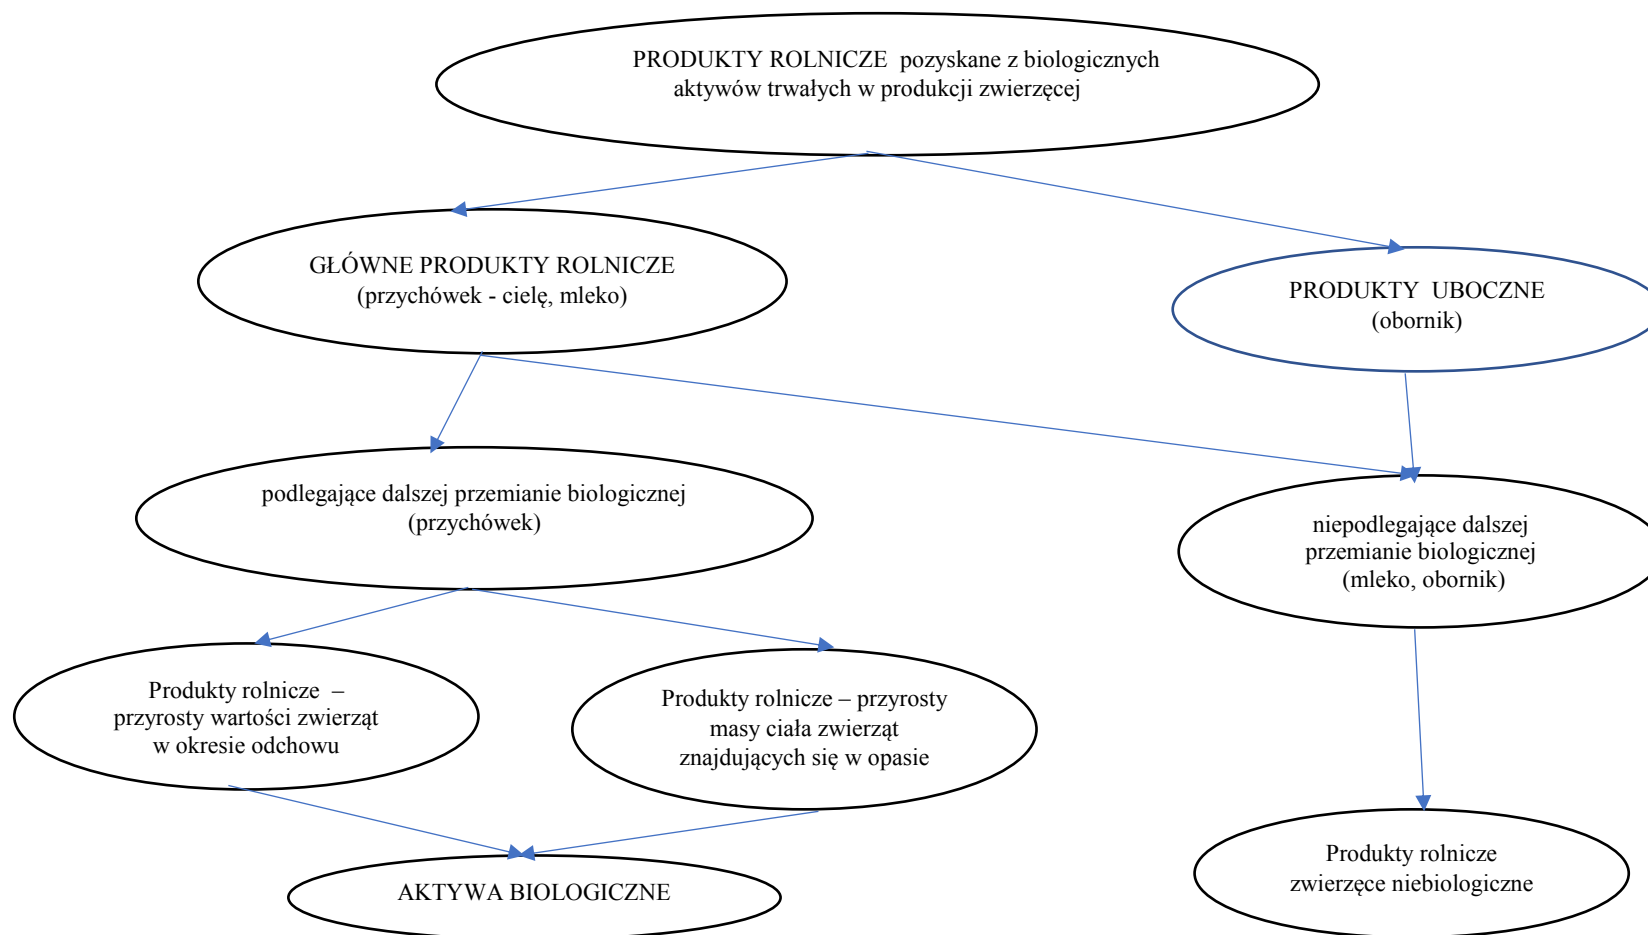 PRODUKTY ROLNICZE pozyskane z biologicznych
aktywów trwałych w produkcji zwierzęcej
GŁÓWNE PRODUKTY ROLNICZE
(przychówek - cielę, mleko)
PRODUKTY UBOCZNE
(obornik)
podlegające dalszej przemianie biologicznej
(przychówek)
niepodlegające dalszej
przemianie biologicznej
(mleko, obornik)
Produkty rolnicze –
przyrosty wartości zwierząt
w okresie odchowu
Produkty rolnicze – przyrosty
masy ciała zwierząt
znajdujących się w opasie
AKTYWA BIOLOGICZNE
Produkty rolnicze
zwierzęce niebiologiczne